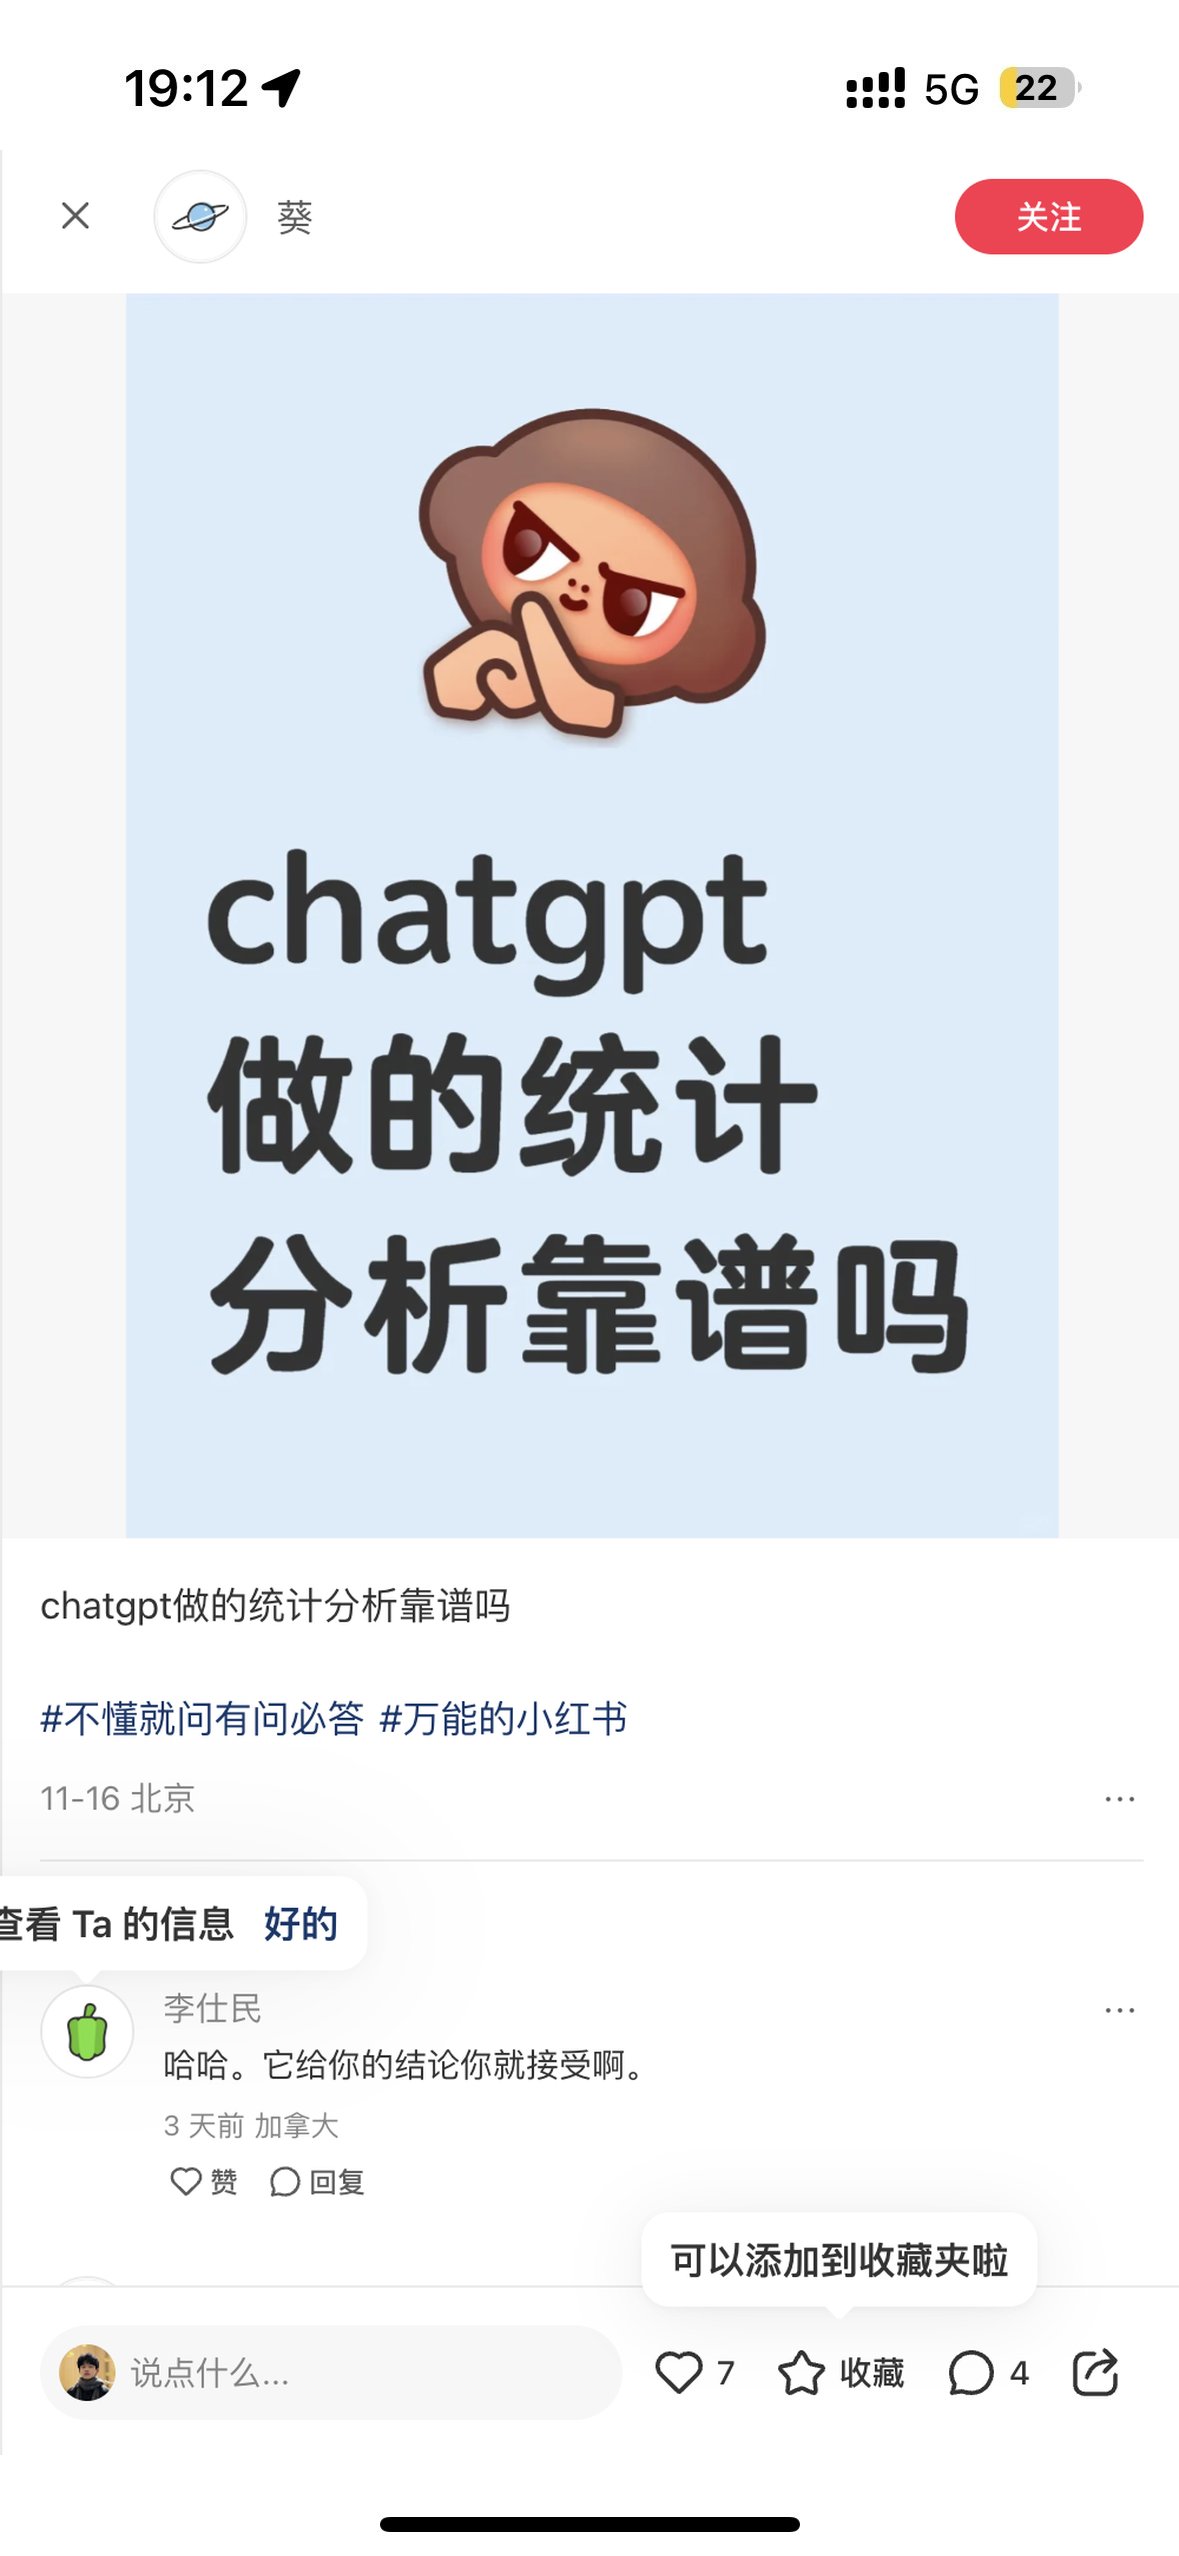 19:12 5G 22
葵 关注
chatgpt
做的统计
分析靠谱吗
chatgpt做的统计分析靠谱吗
#不懂就问有问必答 #万能的小红书
11-16 北京
查看 Ta 的信息 好的
李仕民
哈哈。它给你的结论你就接受啊。
3 天前 加拿大
赞 回复
可以添加到收藏夹啦
说点什么... 7 收藏 4